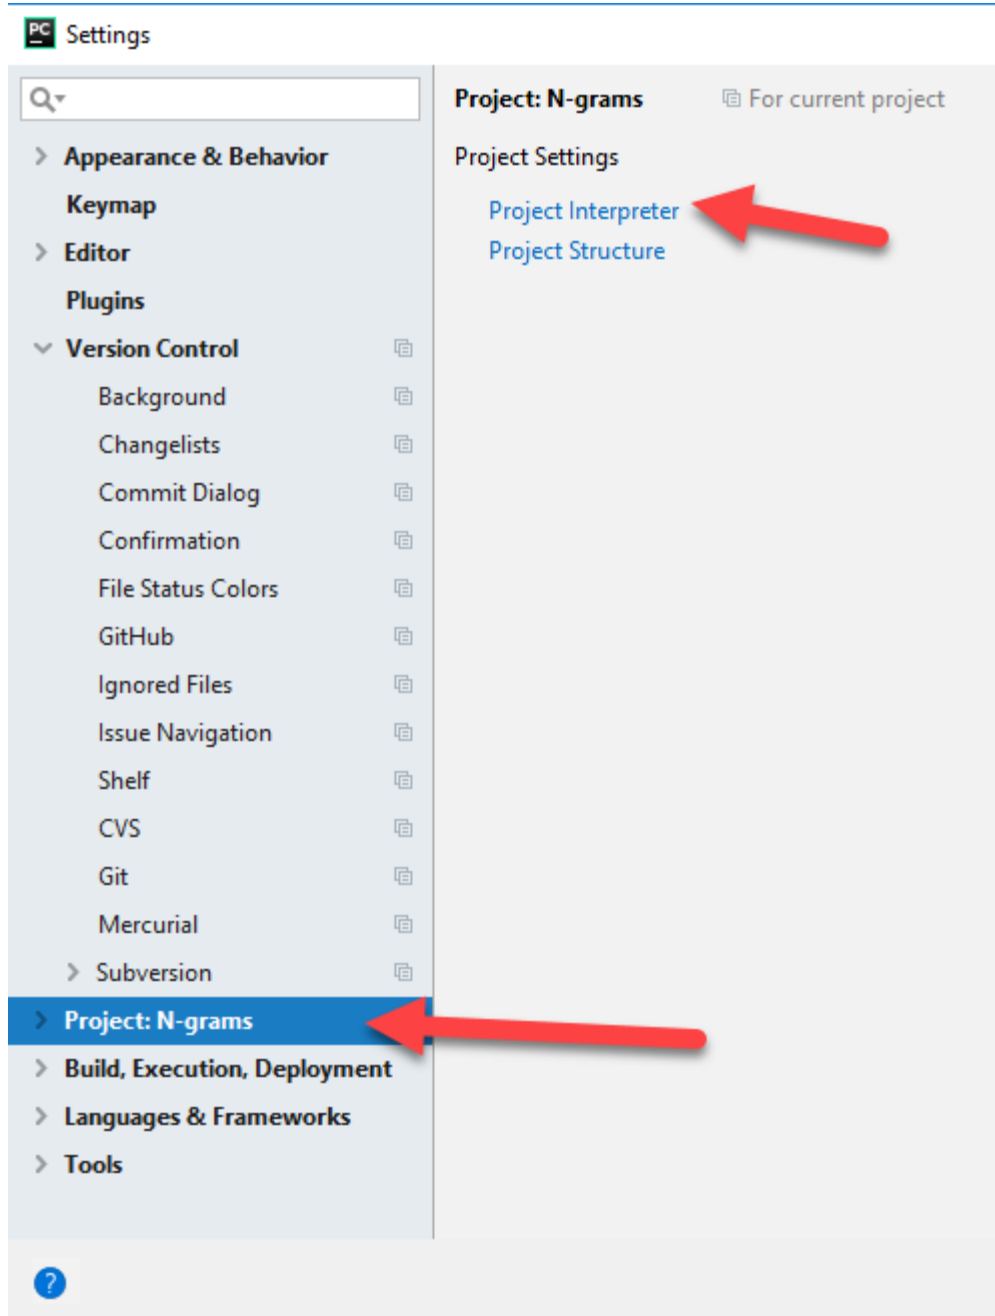 PC Settings
Appearance & Behavior
Keymap
Editor
Plugins
Version Control
Background
Changelists
Commit Dialog
Confirmation
File Status Colors
GitHub
Ignored Files
Issue Navigation
Shelf
CVS
Git
Mercurial
Subversion
Project: N-grams
Build, Execution, Deployment
Languages & Frameworks
Tools
?
Project: N-grams For current project
Project Settings
Project Interpreter
Project Structure